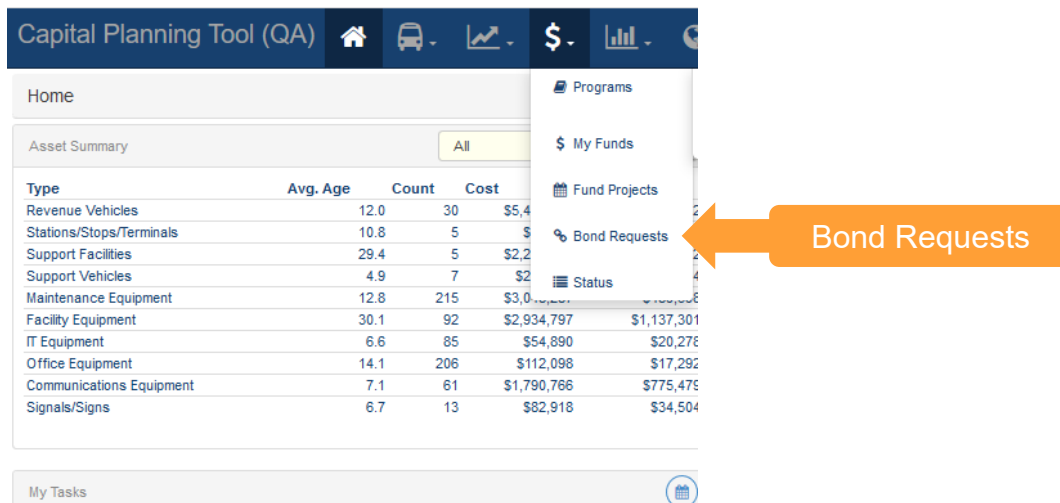 Capital Planning Tool (QA)
$
Home
Programs
Asset Summary
All
$ My Funds
Type Avg. Age Count Cost
Fund Projects
Revenue Vehicles 12.0 30
Stations/Stops/Terminals 10.8 5
Bond Requests
Bond Requests
Support Facilities 29.4 5
Support Vehicles 4.9 7
Status
Maintenance Equipment 12.8 215
Facility Equipment 30.1 92 $2,934,797 $1,137,301
IT Equipment 6.6 85 $54,890 $20,278
Office Equipment 14.1 206 $112,098 $17,292
Communications Equipment 7.1 61 $1,790,766 $775,479
Signals/Signs 6.7 13 $82,918 $34,504
My Tasks